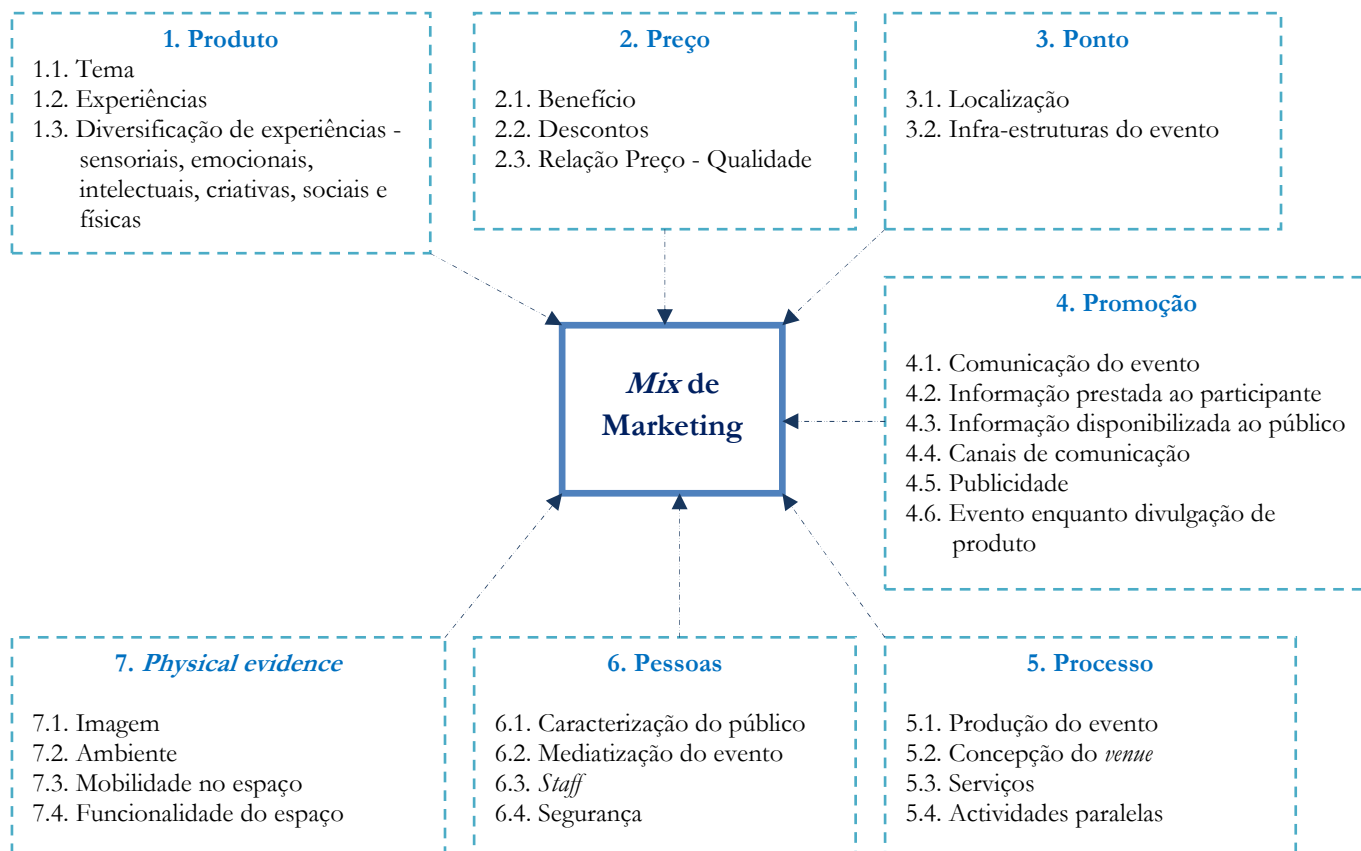 1. Produto
1.1. Tema
1.2. Experiências
1.3. Diversificação de experiências -
sensoriais, emocionais,
intelectuais, criativas, sociais e
físicas
2. Preço
2.1. Benefício
2.2. Descontos
2.3. Relação Preço - Qualidade
3. Ponto
3.1. Localização
3.2. Infra-estruturas do evento
Mix de
Marketing
4. Promoção
4.1. Comunicação do evento
4.2. Informação prestada ao participante
4.3. Informação disponibilizada ao público
4.4. Canais de comunicação
4.5. Publicidade
4.6. Evento enquanto divulgação de
produto
7. Physical evidence
7.1. Imagem
7.2. Ambiente
7.3. Mobilidade no espaço
7.4. Funcionalidade do espaço
6. Pessoas
6.1. Caracterização do público
6.2. Mediatização do evento
6.3. Staff
6.4. Segurança
5. Processo
5.1. Produção do evento
5.2. Concepção do venue
5.3. Serviços
5.4. Actividades paralelas